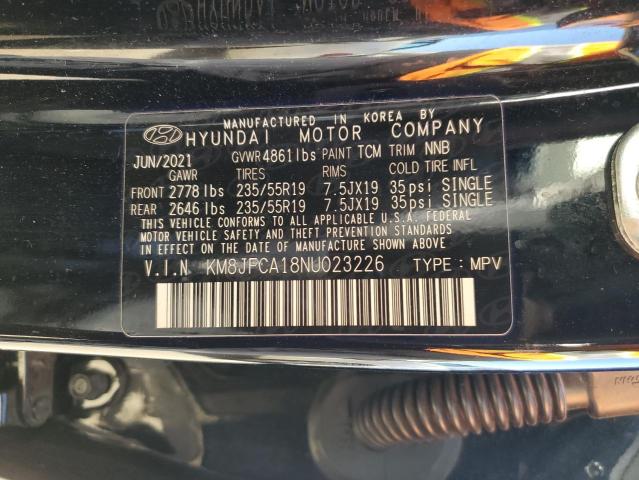 MANUFACTURED IN KOREA BY
HYUNDAI MOTOR COMPANY
JUN/2021 GVWR 4861lbs PAINT TCM TRIM NNB
GAWR TIRES RIMS COLD TIRE INFL
FRONT 2778 lbs 235/55R19 7.5JX19 35psi SINGLE
REAR 2646 lbs 235/55R19 7.5JX19 35psi SINGLE
THIS VEHICLE CONFORMS TO ALL APPLICABLE U.S.A. FEDERAL
MOTOR VEHICLE SAFETY AND THEFT PREVENTION STANDARDS
IN EFFECT ON THE DATE OF MANUFACTURE SHOWN ABOVE.
V.I.N. KM8JFCA18NU023226 TYPE : MPV